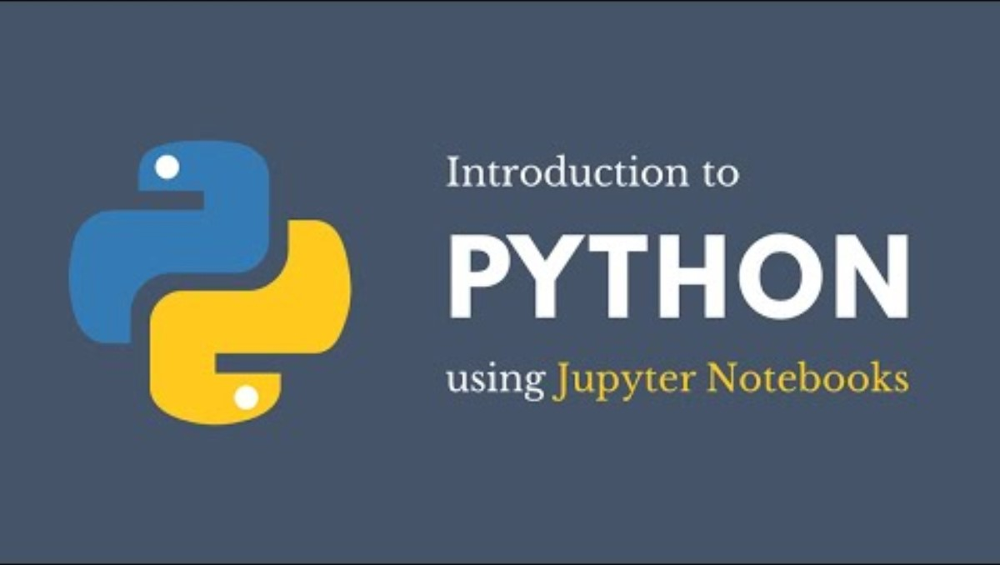 Introduction to
PYTHON
using Jupyter Notebooks